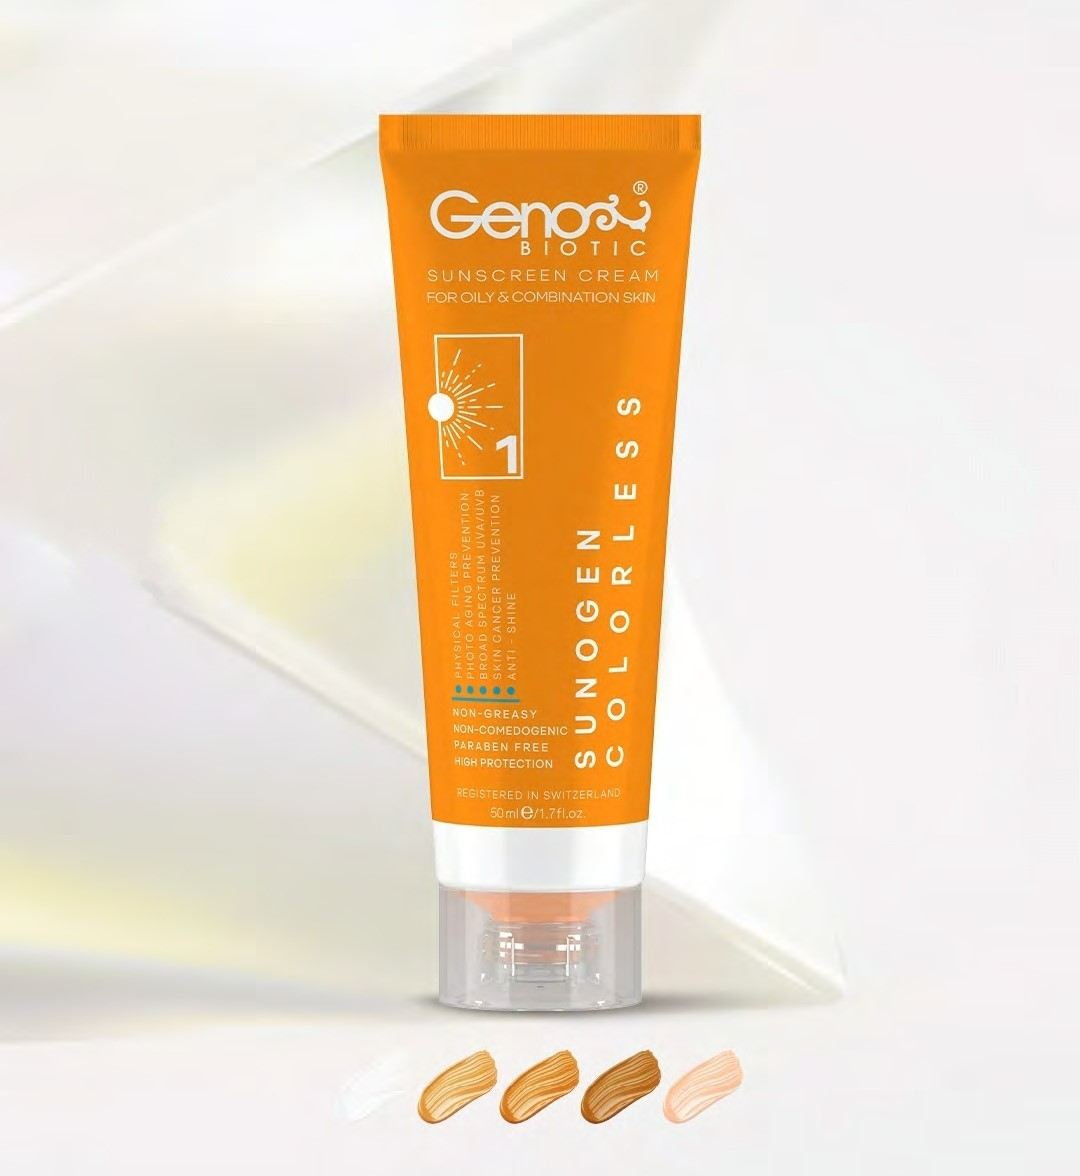 Geno
®
BIOTIC
SUNSCREEN CREAM
FOR OILY & COMBINATION SKIN
1
PHYSICAL FILTERS
PHOTO AGING PREVENTION
BROAD SPECTRUM UVA/UVB
SKIN CANCER PREVENTION
ANTI - SHINE
NON-GREASY
NON-COMEDOGENIC
PARABEN FREE
HIGH PROTECTION
SUNOGEN
COLORLESS
REGISTERED IN SWITZERLAND
50ml℮/1.7fl.oz.